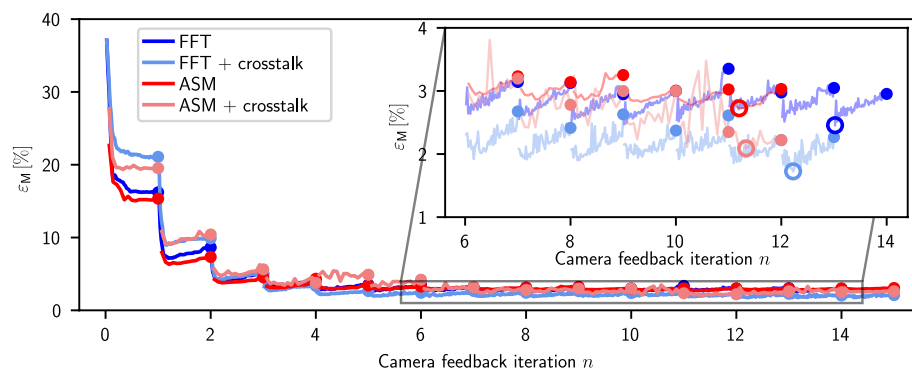 40
30
20
10
0
ε_M [%]
FFT
FFT + crosstalk
ASM
ASM + crosstalk
4
3
2
1
ε_M [%]
6
8
10
12
14
Camera feedback iteration n
0
2
4
6
8
10
12
14
Camera feedback iteration n